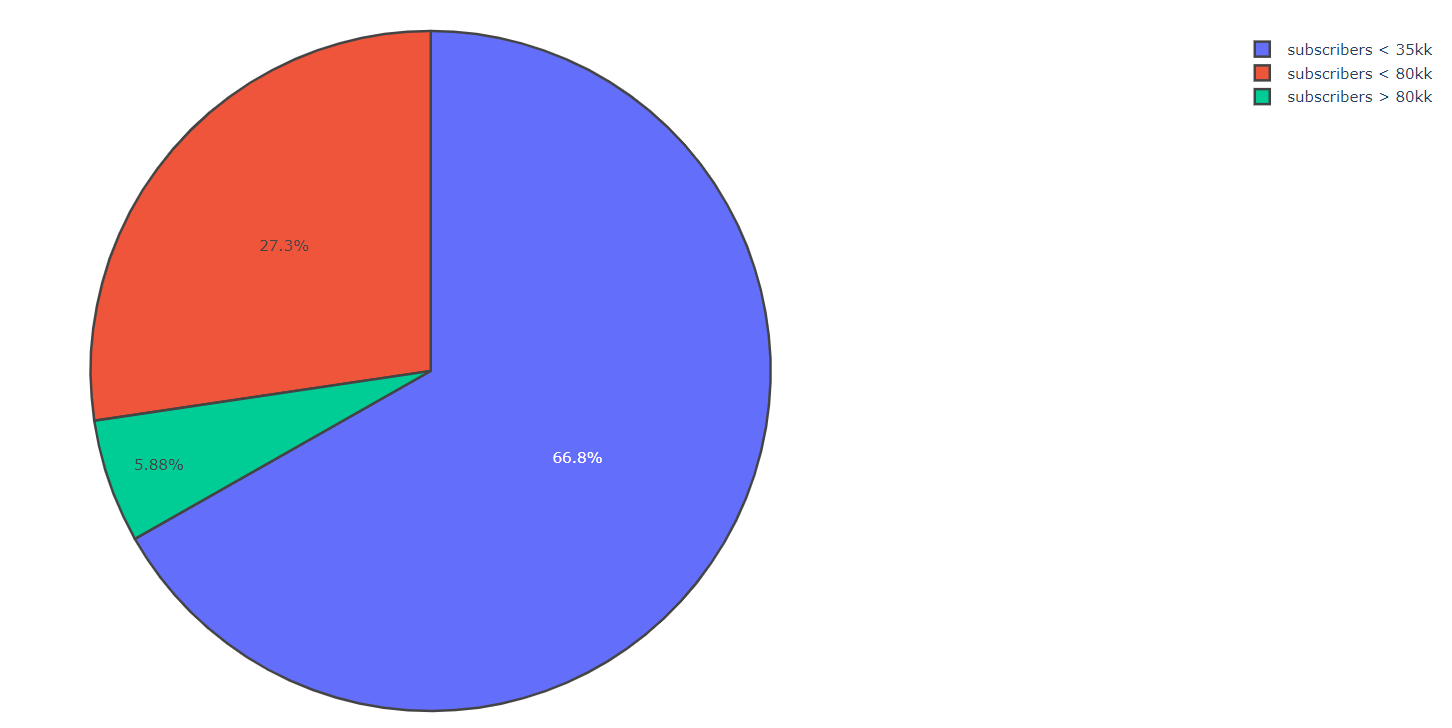 subscribers < 35kk
subscribers < 80kk
subscribers > 80kk
27.3%
66.8%
5.88%